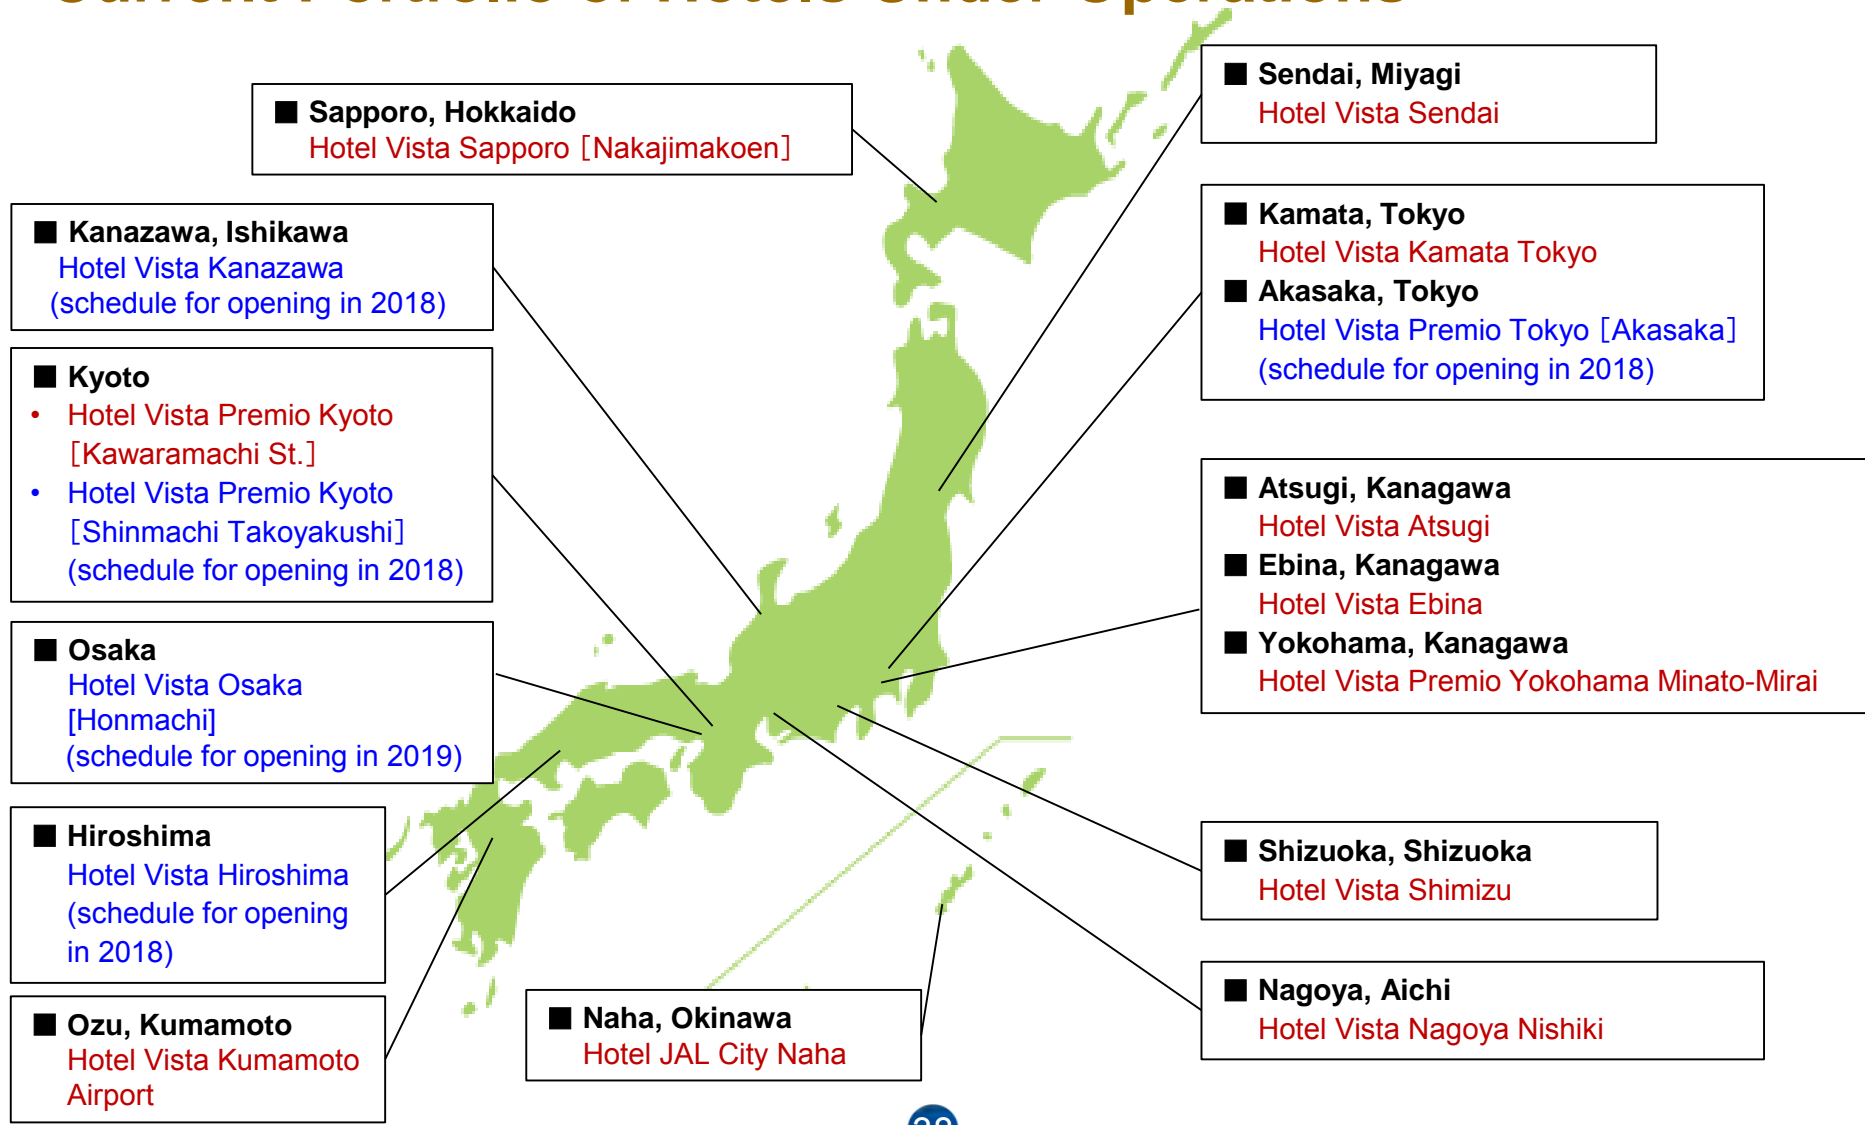 Current Portfolio of Hotels Under Operations
■ Sapporo, Hokkaido
Hotel Vista Sapporo［Nakajimakoen］
■ Sendai, Miyagi
Hotel Vista Sendai
■ Kanazawa, Ishikawa
Hotel Vista Kanazawa
(schedule for opening in 2018)
■ Kamata, Tokyo
Hotel Vista Kamata Tokyo
■ Akasaka, Tokyo
Hotel Vista Premio Tokyo［Akasaka］
(schedule for opening in 2018)
■ Kyoto
• Hotel Vista Premio Kyoto
［Kawaramachi St.］
• Hotel Vista Premio Kyoto
［Shinmachi Takoyakushi］
(schedule for opening in 2018)
■ Atsugi, Kanagawa
Hotel Vista Atsugi
■ Ebina, Kanagawa
Hotel Vista Ebina
■ Yokohama, Kanagawa
Hotel Vista Premio Yokohama Minato-Mirai
■ Osaka
Hotel Vista Osaka
[Honmachi]
(schedule for opening in 2019)
■ Hiroshima
Hotel Vista Hiroshima
(schedule for opening
in 2018)
■ Shizuoka, Shizuoka
Hotel Vista Shimizu
■ Ozu, Kumamoto
Hotel Vista Kumamoto
Airport
■ Naha, Okinawa
Hotel JAL City Naha
■ Nagoya, Aichi
Hotel Vista Nagoya Nishiki